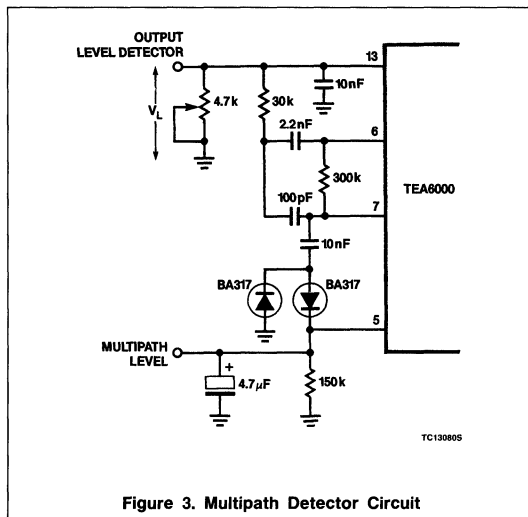 OUTPUT
LEVEL DETECTOR
13
10nF
VL
4.7k
30k
2.2nF
6
300k
TEA6000
100pF
7
10nF
BA317
BA317
5
MULTIPATH
LEVEL
+
4.7μF
150k
TC13080S
Figure 3. Multipath Detector Circuit